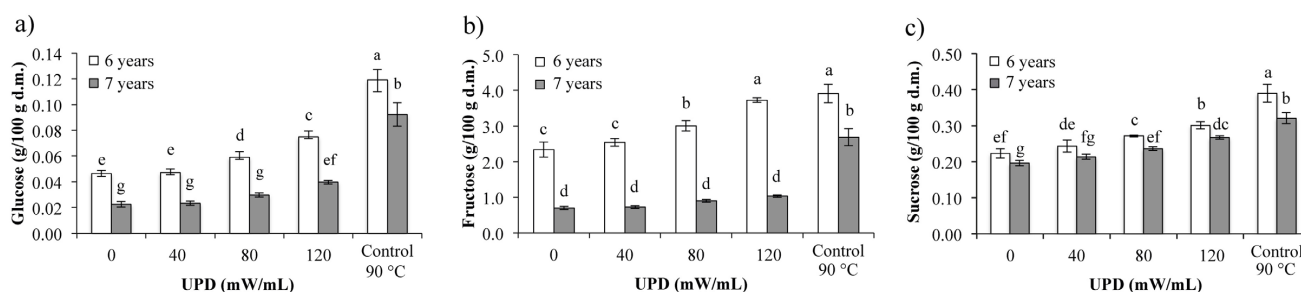 a)
Glucose (g/100 g d.m.)
0.14
0.12
0.10
0.08
0.06
0.04
0.02
0.00
6 years
7 years
e
g
e
g
d
g
c
ef
a
b
0
40
80
120
Control
90 °C
UPD (mW/mL)
b)
Fructose (g/100 g d.m.)
5.0
4.0
3.0
2.0
1.0
0.0
6 years
7 years
c
d
c
d
b
d
a
d
a
b
0
40
80
120
Control
90 °C
UPD (mW/mL)
c)
Sucrose (g/100 g d.m.)
0.50
0.40
0.30
0.20
0.10
0.00
6 years
7 years
ef
g
de
fg
c
ef
b
dc
a
b
0
40
80
120
Control
90 °C
UPD (mW/mL)